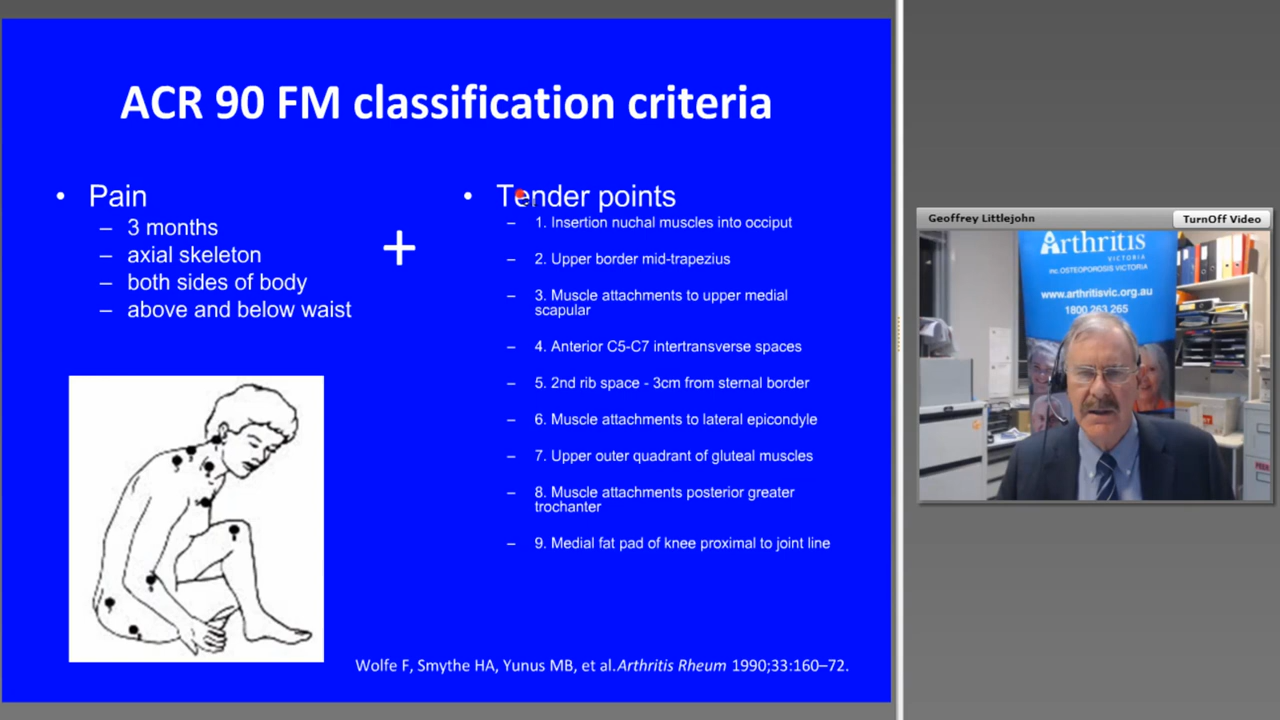 ACR 90 FM classification criteria
• Pain
– 3 months
– axial skeleton
– both sides of body
– above and below waist
+
• Tender points
– 1. Insertion nuchal muscles into occiput
– 2. Upper border mid-trapezius
– 3. Muscle attachments to upper medial
scapular
– 4. Anterior C5-C7 intertransverse spaces
– 5. 2nd rib space - 3cm from sternal border
– 6. Muscle attachments to lateral epicondyle
– 7. Upper outer quadrant of gluteal muscles
– 8. Muscle attachments posterior greater
trochanter
– 9. Medial fat pad of knee proximal to joint line
Wolfe F, Smythe HA, Yunus MB, et al.Arthritis Rheum 1990;33:160–72.
Geoffrey Littlejohn
TurnOff Video
Arthritis
VICTORIA
inc OSTEOPOROSIS VICTORIA
www.arthritisvic.org.au
1800 263 265